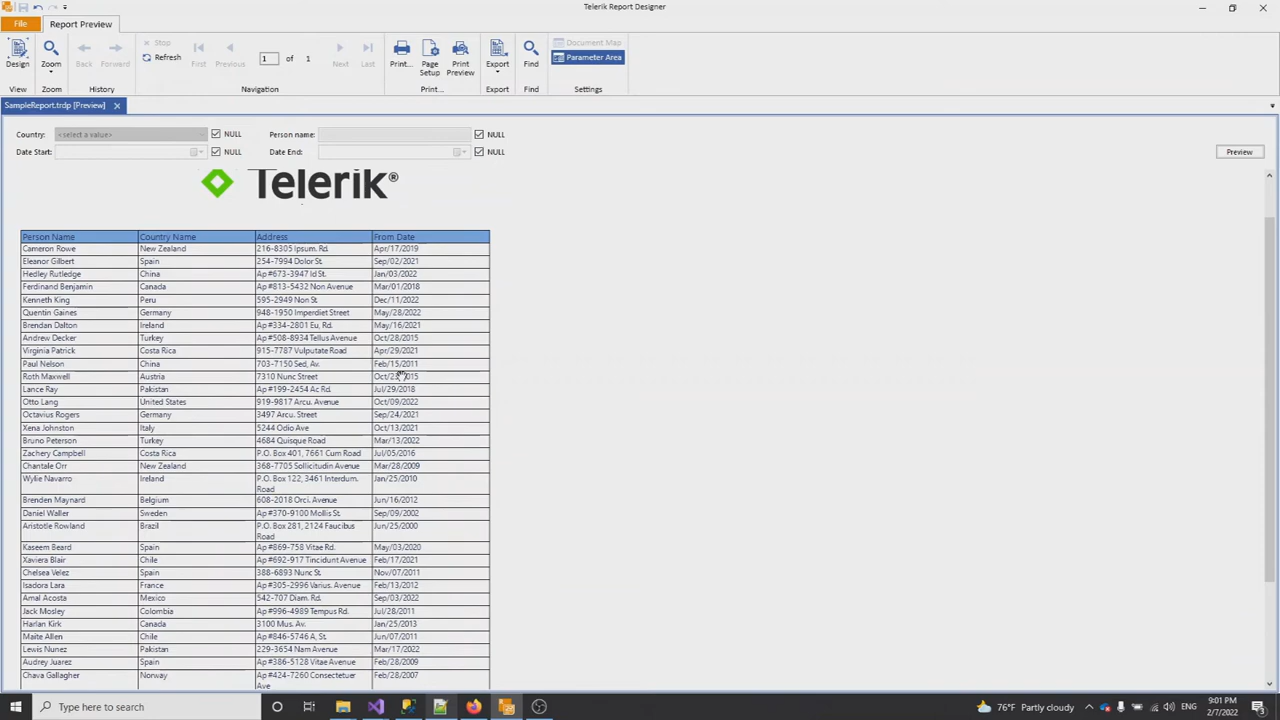 Telerik Report Designer
File
Report Preview
Design
Zoom
Back
Forward
Stop
Refresh
First
Previous
1 of 1
Next
Last
Print...
Page Setup
Print Preview
Export
Find
Document Map
Parameter Area
View
Zoom
History
Navigation
Print...
Export
Find
Settings
SampleReport.trdp [Preview]
Country: <select a value> NULL Person name: NULL
Date Start: NULL Date End: NULL
Preview
Telerik®
Person Name Country Name Address From Date
Cameron Rowe New Zealand 216-8305 Ipsum. Rd. Apr/17/2019
Eleanor Gilbert Spain 254-7994 Dolor St. Sep/02/2021
Hedley Rutledge China Ap #673-3947 Id St. Jan/03/2022
Ferdinand Benjamin Canada Ap #813-5432 Non Avenue Mar/01/2018
Kenneth King Peru 595-2949 Non St. Dec/11/2022
Quentin Gaines Germany 948-1950 Imperdiet Street May/28/2022
Brendan Dalton Ireland Ap #334-2801 Eu, Rd. May/16/2021
Andrew Decker Turkey Ap #508-8934 Tellus Avenue Oct/28/2015
Virginia Patrick Costa Rica 915-7787 Vulputate Road Apr/29/2021
Paul Nelson China 703-7150 Sed, Av. Feb/15/2011
Roth Maxwell Austria 7310 Nunc Street
Lance Ray Pakistan Ap #199-2454 Ac Rd. Jul/29/2018
Otto Lang United States 919-9817 Arcu. Avenue Oct/09/2022
Octavius Rogers Germany 3497 Arcu. Street Sep/24/2021
Xena Johnston Italy 5244 Odio Ave Oct/13/2021
Bruno Peterson Turkey 4684 Quisque Road Mar/13/2022
Zachery Campbell Costa Rica P.O. Box 401, 7661 Cum Road Jul/05/2016
Chantale Orr New Zealand 368-7705 Sollicitudin Avenue Mar/28/2009
Wylie Navarro Ireland P.O. Box 122, 3461 Interdum. Jan/25/2010
Road
Brenden Maynard Belgium 608-2018 Orci. Avenue Jun/16/2012
Daniel Waller Sweden Ap #370-9100 Mollis St. Sep/09/2002
Aristotle Rowland Brazil P.O. Box 281, 2124 Faucibus Jun/25/2000
Road
Kaseem Beard Spain Ap #869-758 Vitae Rd. May/03/2020
Xaviera Blair Chile Ap #692-917 Tincidunt Avenue Feb/17/2021
Chelsea Velez Spain 388-6893 Nunc St. Nov/07/2011
Isadora Lara France Ap #305-2996 Varius. Avenue Feb/13/2012
Amal Acosta Mexico 542-707 Diam. Rd. Sep/03/2022
Jack Mosley Colombia Ap #996-4989 Tempus Rd. Jul/28/2011
Harlan Kirk Canada 3100 Mus. Av. Jan/25/2013
Maite Allen Chile Ap #846-5746 A, St. Jun/07/2011
Lewis Nunez Pakistan 229-3654 Nam Avenue Mar/17/2022
Audrey Juarez Spain Ap #386-5128 Vitae Avenue Feb/28/2009
Chava Gallagher Norway Ap #424-7260 Consectetuer Feb/28/2007
Ave
Type here to search
76°F Partly cloudy
ENG
9:01 PM
2/7/2022